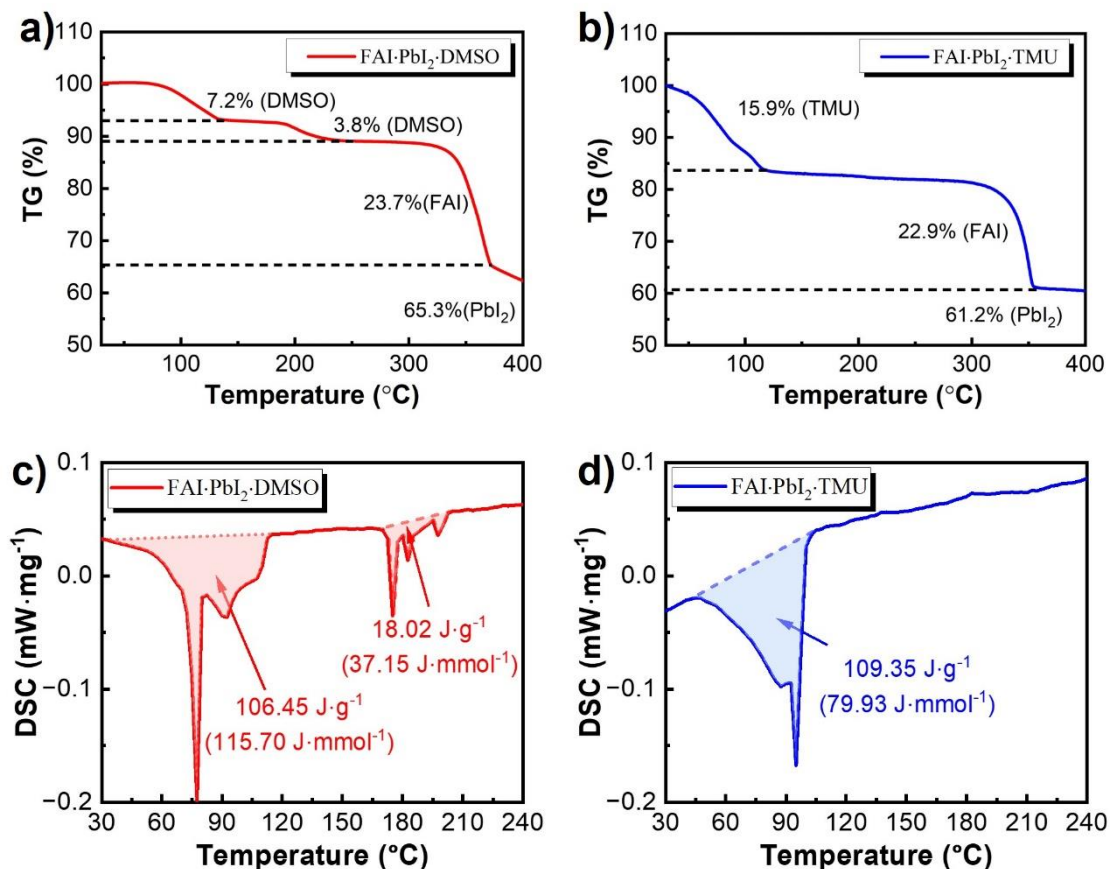 a)
FAI·PbI₂·DMSO
110
100
90
80
70
60
50
TG (%)
7.2% (DMSO)
3.8% (DMSO)
23.7%(FAI)
65.3%(PbI₂)
100
200
300
400
Temperature (°C)
b)
FAI·PbI₂·TMU
110
100
90
80
70
60
50
TG (%)
15.9% (TMU)
22.9% (FAI)
61.2% (PbI₂)
100
200
300
400
Temperature (°C)
c)
FAI·PbI₂·DMSO
0.1
0.0
−0.1
−0.2
DSC (mW·mg⁻¹)
18.02 J·g⁻¹
(37.15 J·mmol⁻¹)
106.45 J·g⁻¹
(115.70 J·mmol⁻¹)
30
60
90
120
150
180
210
240
Temperature (°C)
d)
FAI·PbI₂·TMU
0.1
0.0
−0.1
−0.2
DSC (mW·mg⁻¹)
109.35 J·g⁻¹
(79.93 J·mmol⁻¹)
30
60
90
120
150
180
210
240
Temperature (°C)